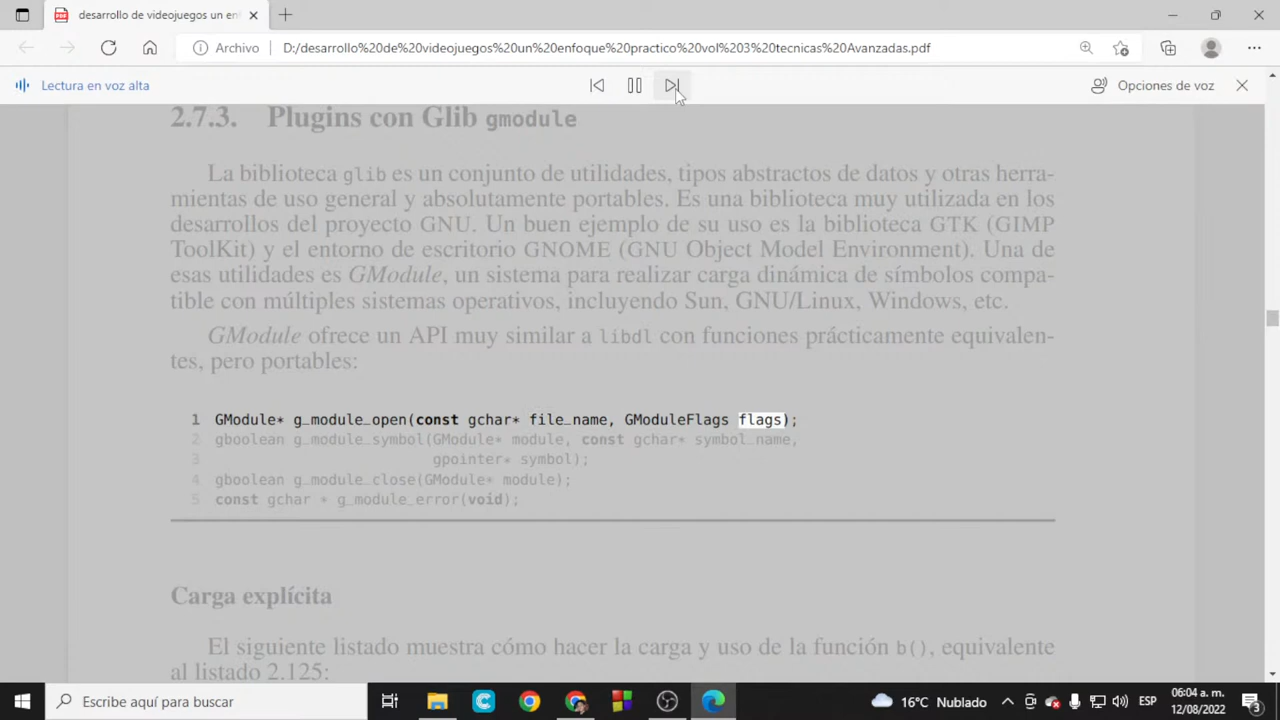 desarrollo de videojuegos un en
Archivo
D:/desarrollo%20de%20videojuegos%20un%20enfoque%20practico%20vol%203%20tecnicas%20Avanzadas.pdf
Lectura en voz alta
Opciones de voz
2.7.3. Plugins con Glib gmodule
La biblioteca glib es un conjunto de utilidades, tipos abstractos de datos y otras herra-
mientas de uso general y absolutamente portables. Es una biblioteca muy utilizada en los
desarrollos del proyecto GNU. Un buen ejemplo de su uso es la biblioteca GTK (GIMP
ToolKit) y el entorno de escritorio GNOME (GNU Object Model Environment). Una de
esas utilidades es GModule, un sistema para realizar carga dinámica de símbolos compa-
tible con múltiples sistemas operativos, incluyendo Sun, GNU/Linux, Windows, etc.
GModule ofrece un API muy similar a libdl con funciones prácticamente equivalen-
tes, pero portables:
1 GModule* g_module_open(const gchar* file_name, GModuleFlags flags);
2 gboolean g_module_symbol(GModule* module, const gchar* symbol_name,
3 gpointer* symbol);
4 gboolean g_module_close(GModule* module);
5 const gchar * g_module_error(void);
Carga explícita
El siguiente listado muestra cómo hacer la carga y uso de la función b(), equivalente
al listado 2.125:
Escribe aquí para buscar
16°C Nublado
ESP
06:04 a. m.
12/08/2022
3